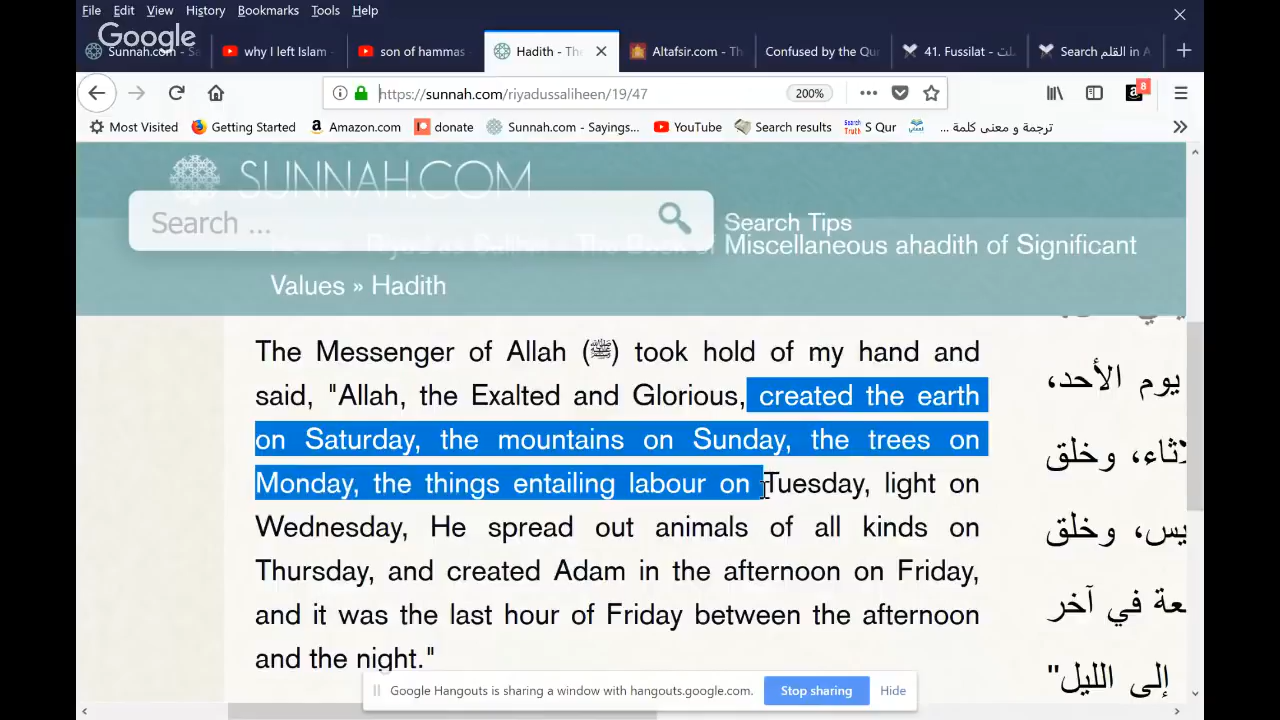 File Edit View History Bookmarks Tools Help
Google
Sunnah.com - Sa
why I left Islam -
son of hammas
Hadith - The
Altafsir.com - Th
Confused by the Qur
41. Fussilat -
Search القلم in A
https://sunnah.com/riyadussaliheen/19/47
200%
8
Most Visited Getting Started Amazon.com donate Sunnah.com - Sayings... YouTube Search results S Qur ترجمة و معنى كلمة ...
SUNNAH.COM
Search ...
Search Tips
Miscellaneous ahadith of Significant
Values » Hadith
The Messenger of Allah (ﷺ) took hold of my hand and
said, "Allah, the Exalted and Glorious, created the earth
on Saturday, the mountains on Sunday, the trees on
Monday, the things entailing labour on Tuesday, light on
Wednesday, He spread out animals of all kinds on
Thursday, and created Adam in the afternoon on Friday,
and it was the last hour of Friday between the afternoon
and the night."
يوم الأحد،
وخلق
وخلق
في آخر
إلى الليل"
Google Hangouts is sharing a window with hangouts.google.com. Stop sharing Hide